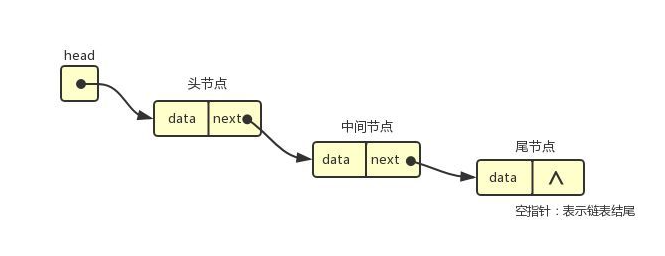 head
头节点
data next
中间节点
data next
尾节点
data ∧
空指针：表示链表结尾